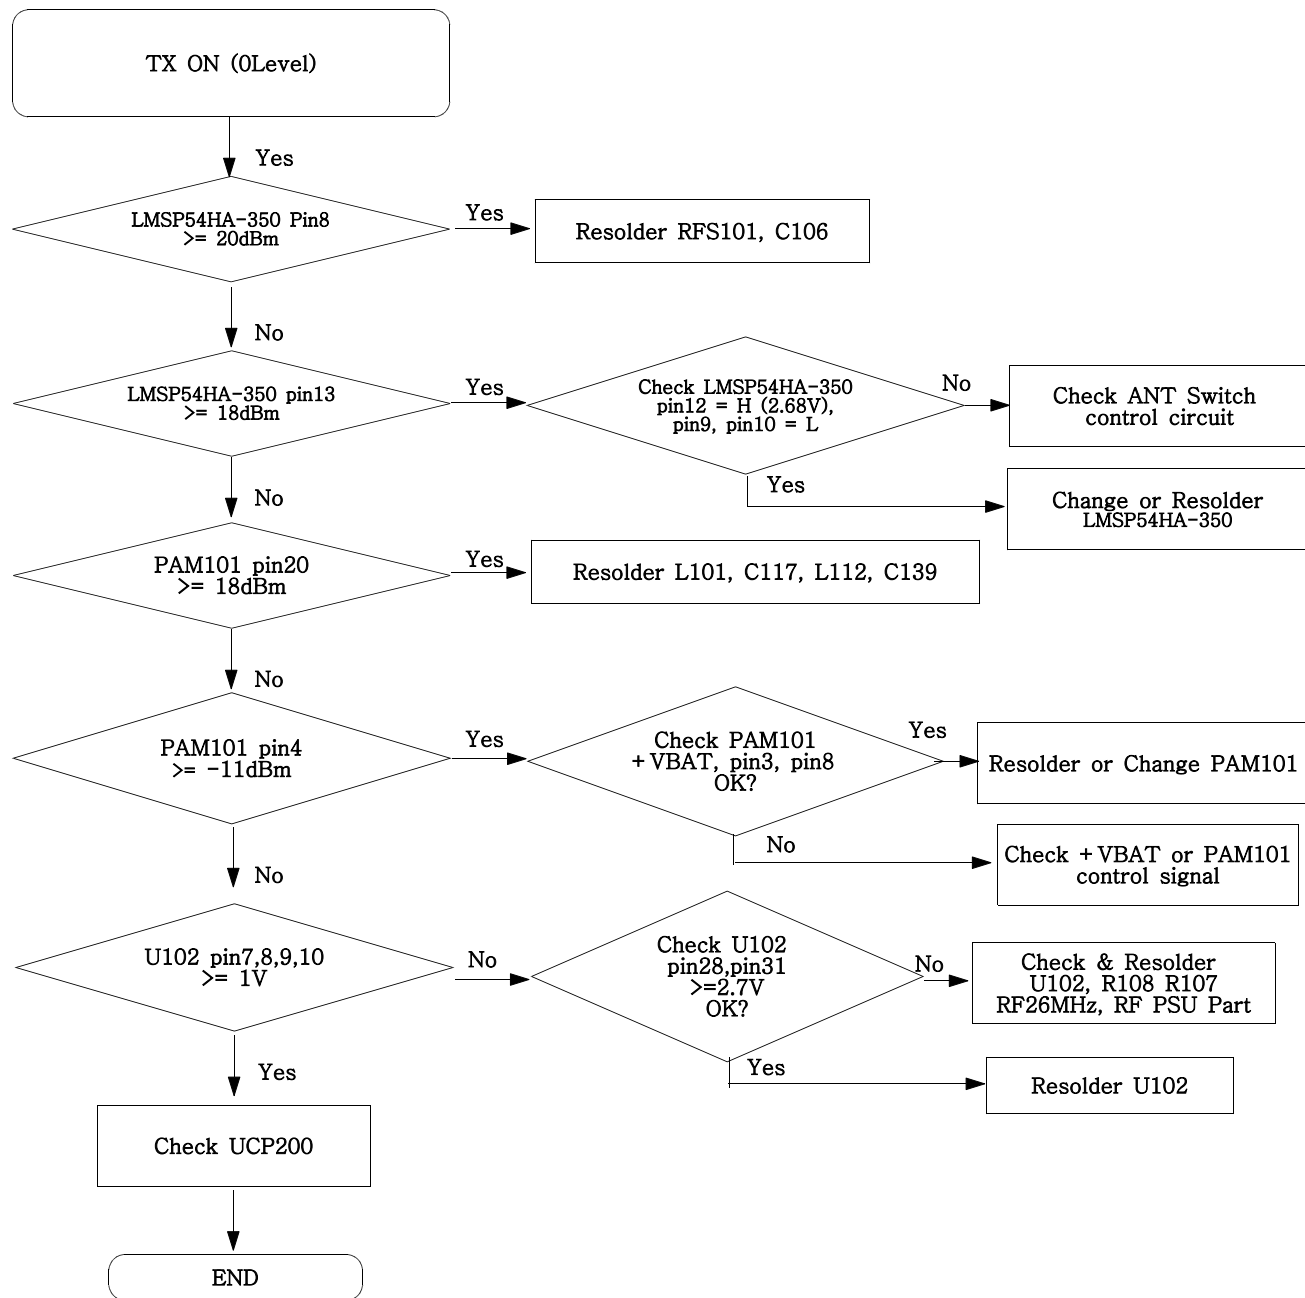 TX ON (0Level)
Yes
LMSP54HA-350 Pin8
>= 20dBm
Yes
Resolder RFS101, C106
No
LMSP54HA-350 pin13
>= 18dBm
Yes
Check LMSP54HA-350
pin12 = H (2.68V),
pin9, pin10 = L
No
Check ANT Switch
control circuit
Yes
Change or Resolder
LMSP54HA-350
No
PAM101 pin20
>= 18dBm
Yes
Resolder L101, C117, L112, C139
No
PAM101 pin4
>= -11dBm
Yes
Check PAM101
+VBAT, pin3, pin8
OK?
Yes
Resolder or Change PAM101
No
Check +VBAT or PAM101
control signal
No
U102 pin7,8,9,10
>= 1V
No
Check U102
pin28,pin31
>=2.7V
OK?
No
Check & Resolder
U102, R108 R107
RF26MHz, RF PSU Part
Yes
Resolder U102
Yes
Check UCP200
END